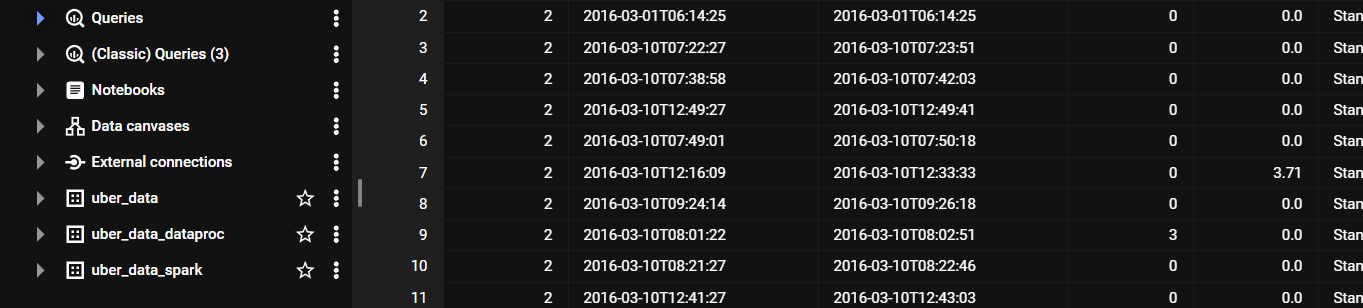 Queries
(Classic) Queries (3)
Notebooks
Data canvases
External connections
uber_data
uber_data_dataproc
uber_data_spark
2 2 2016-03-01T06:14:25 2016-03-01T06:14:25 0 0.0 Stan
3 2 2016-03-10T07:22:27 2016-03-10T07:23:51 0 0.0 Stan
4 2 2016-03-10T07:38:58 2016-03-10T07:42:03 0 0.0 Stan
5 2 2016-03-10T12:49:27 2016-03-10T12:49:41 0 0.0 Stan
6 2 2016-03-10T07:49:01 2016-03-10T07:50:18 0 0.0 Stan
7 2 2016-03-10T12:16:09 2016-03-10T12:33:33 0 3.71 Stan
8 2 2016-03-10T09:24:14 2016-03-10T09:26:18 0 0.0 Stan
9 2 2016-03-10T08:01:22 2016-03-10T08:02:51 3 0.0 Stan
10 2 2016-03-10T08:21:27 2016-03-10T08:22:46 0 0.0 Stan
11 2 2016-03-10T12:41:27 2016-03-10T12:43:03 0 0.0 Stan